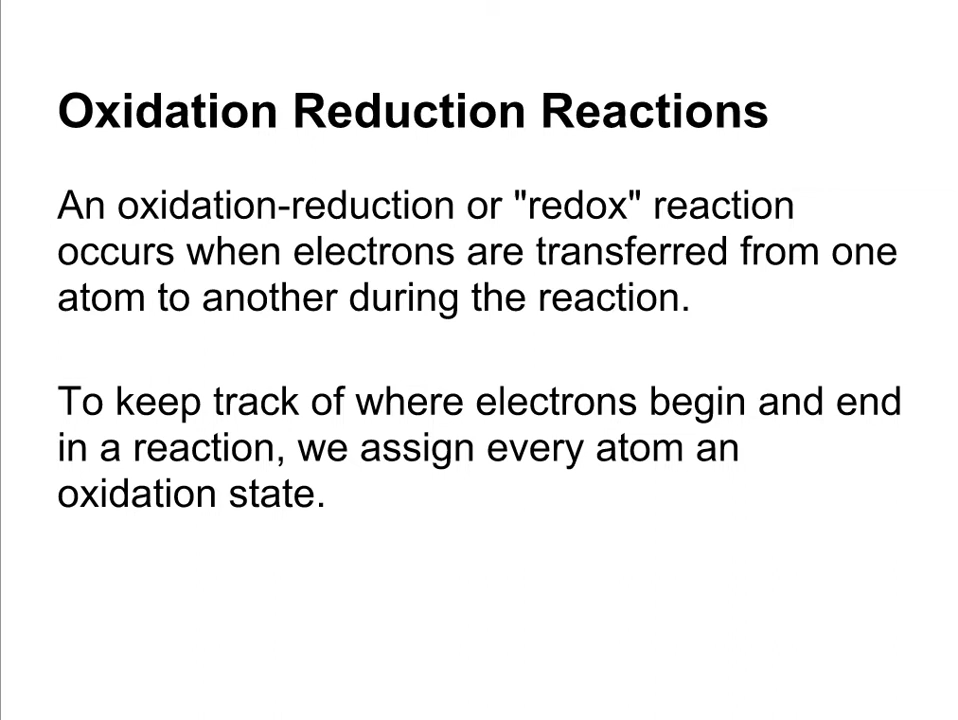 Oxidation Reduction Reactions
An oxidation-reduction or "redox" reaction
occurs when electrons are transferred from one
atom to another during the reaction.
To keep track of where electrons begin and end
in a reaction, we assign every atom an
oxidation state.